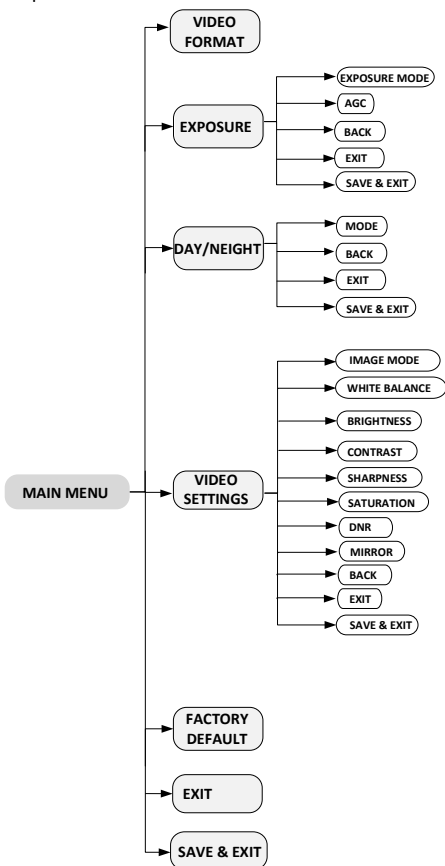 VIDEO
FORMAT
EXPOSURE
EXPOSURE MODE
AGC
BACK
EXIT
SAVE & EXIT
DAY/NEIGHT
MODE
BACK
EXIT
SAVE & EXIT
MAIN MENU
VIDEO
SETTINGS
IMAGE MODE
WHITE BALANCE
BRIGHTNESS
CONTRAST
SHARPNESS
SATURATION
DNR
MIRROR
BACK
EXIT
SAVE & EXIT
FACTORY
DEFAULT
EXIT
SAVE & EXIT